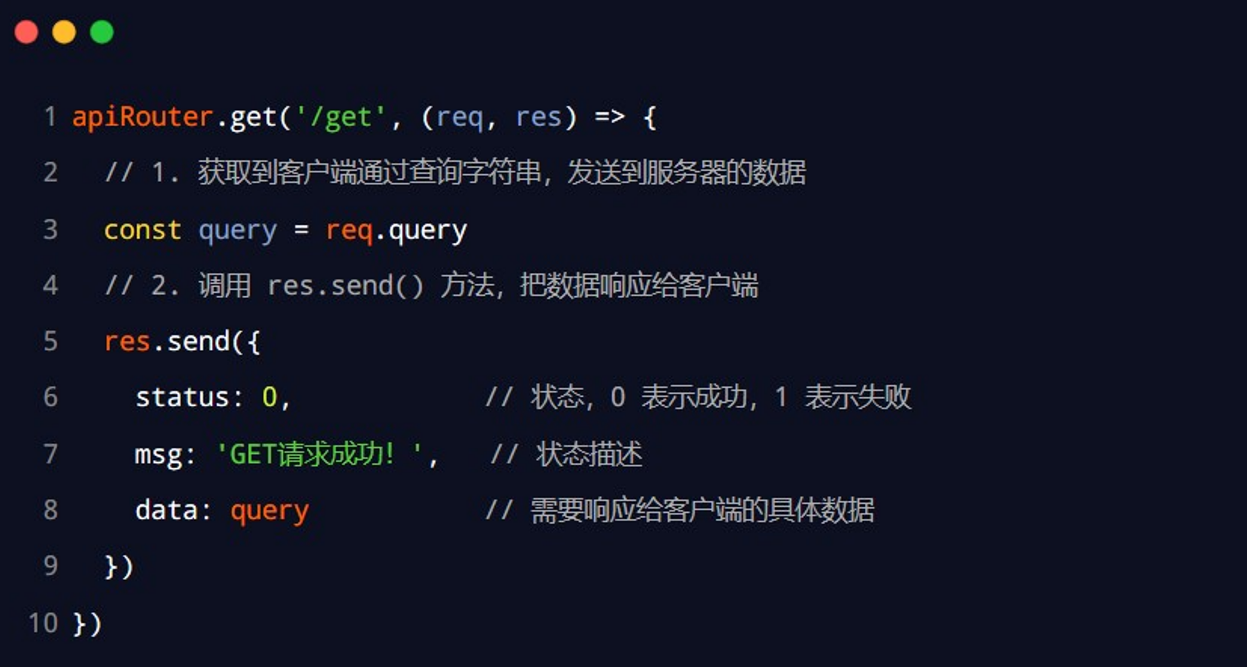 1 apiRouter.get('/get', (req, res) => {
2   // 1. 获取到客户端通过查询字符串，发送到服务器的数据
3   const query = req.query
4   // 2. 调用 res.send() 方法，把数据响应给客户端
5   res.send({
6     status: 0,            // 状态，0 表示成功，1 表示失败
7     msg: 'GET请求成功！',   // 状态描述
8     data: query           // 需要响应给客户端的具体数据
9   })
10 })